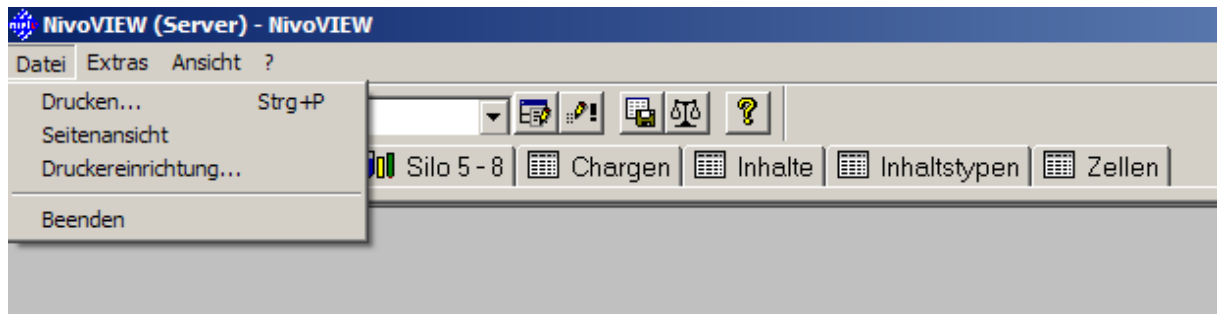 NivoVIEW (Server) - NivoVIEW
Datei Extras Ansicht ?
Drucken... Strg+P
Seitenansicht
Druckereinrichtung...
Beenden
Silo 5 - 8 Chargen Inhalte Inhaltstypen Zellen